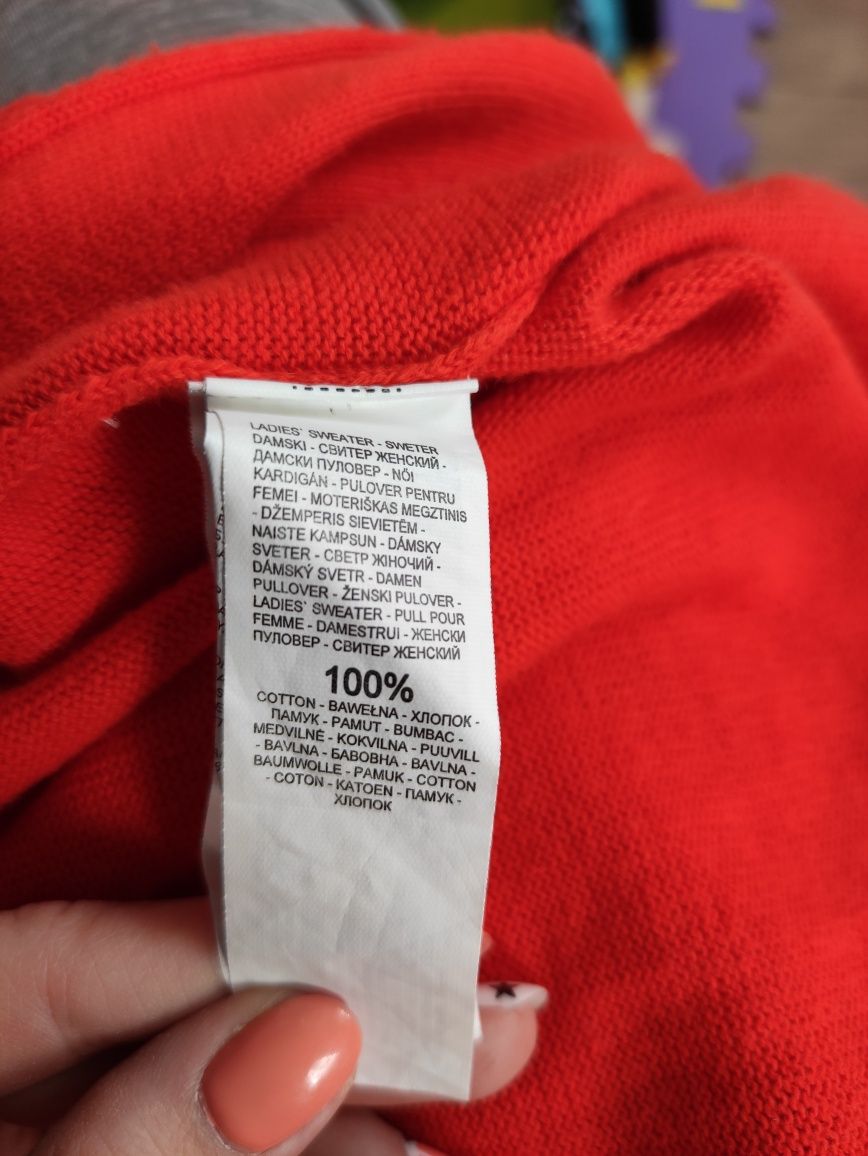 LADIES' SWEATER - SWETER
DAMSKI - СВИТЕР ЖЕНСКИЙ -
ДАМСКИ ПУЛОВЕР - NŐI
KARDIGÁN - PULOVER PENTRU
FEMEI - MOTERIŠKAS MEGZTINIS
- DŽEMPERIS SIEVIETĒM -
NAISTE KAMPSUN - DÁMSKY
SVETER - СВЕТР ЖІНОЧИЙ -
DÁMSKÝ SVETR - DAMEN
PULLOVER - ŽENSKI PULOVER -
LADIES' SWEATER - PULL POUR
FEMME - DAMESTRUI - ЖЕНСКИ
ПУЛОВЕР - СВИТЕР ЖЕНСКИЙ
100%
COTTON - BAWEŁNA - ХЛОПОК -
ПАМУК - PAMUT - BUMBAC -
MEDVILNĖ - KOKVILNA - PUUVILL
- BAVLNA - БАВОВНА - BAVLNA -
BAUMWOLLE - PAMUK - COTTON
- COTON - KATOEN - ПАМУК -
ХЛОПОК